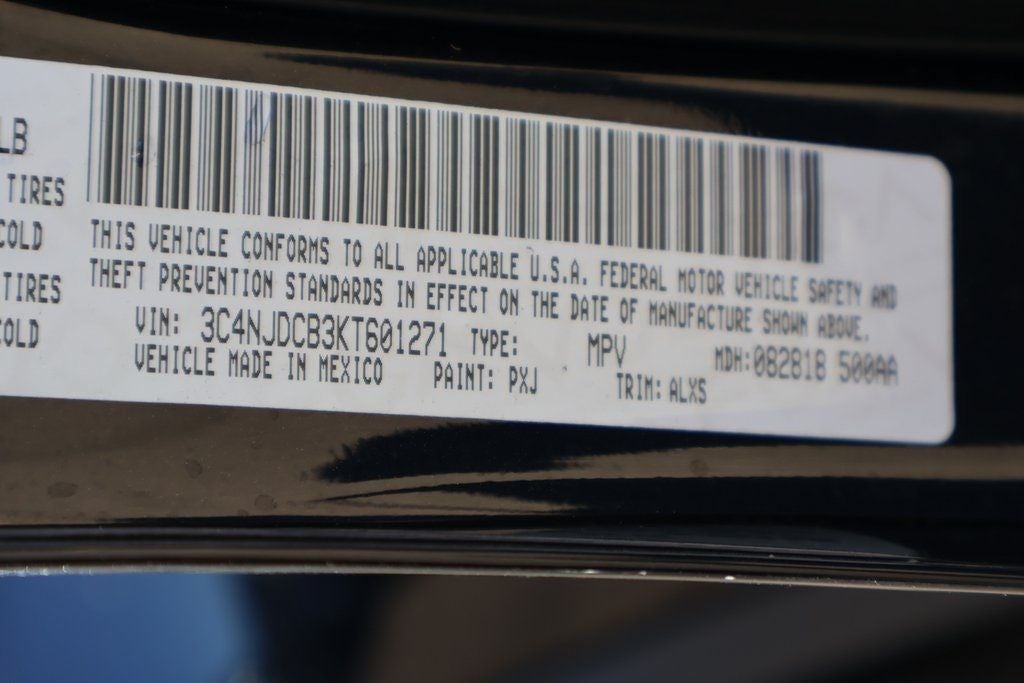 LB
TIRES
COLD
TIRES
COLD
THIS VEHICLE CONFORMS TO ALL APPLICABLE U.S.A. FEDERAL MOTOR VEHICLE SAFETY AND
THEFT PREVENTION STANDARDS IN EFFECT ON THE DATE OF MANUFACTURE SHOWN ABOVE.
VIN: 3C4NJDCB3KT601271 TYPE: MPV MDH: 082818 500AA
VEHICLE MADE IN MEXICO PAINT: PXJ TRIM: ALXS